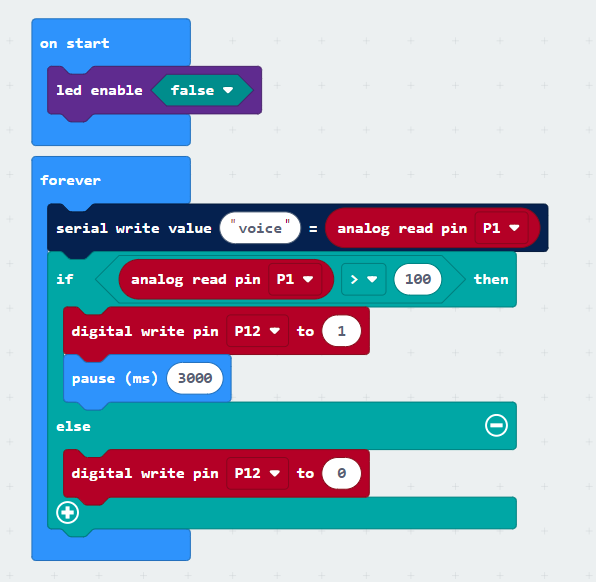 on start
led enable false
forever
serial write value "voice" = analog read pin P1
if analog read pin P1 > 100 then
digital write pin P12 to 1
pause (ms) 3000
else
digital write pin P12 to 0